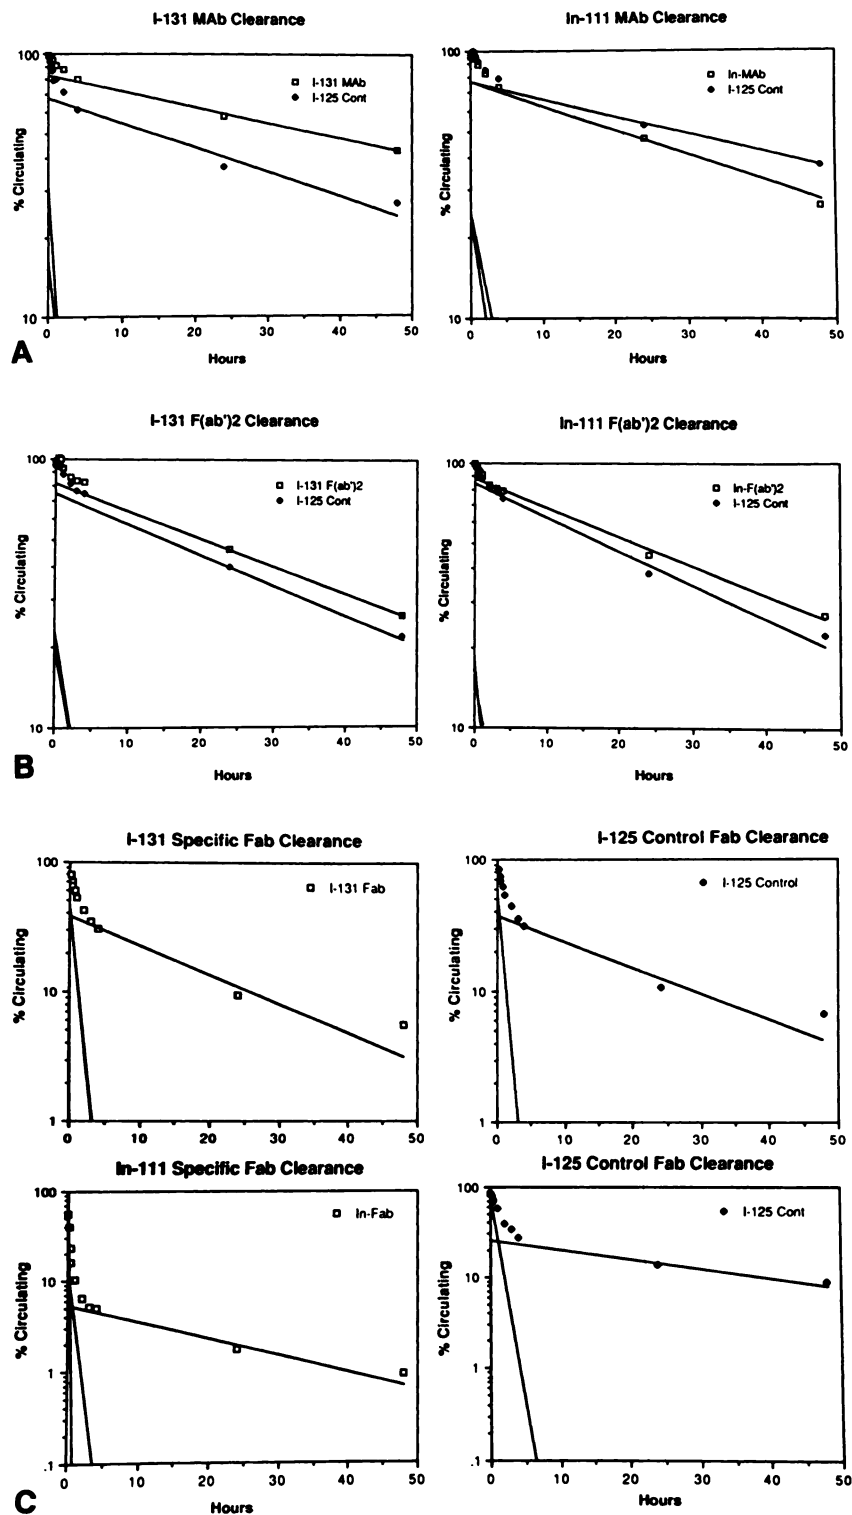 I-131 MAb Clearance
100
% Circulating
10
0 10 20 30 40 50
Hours
I-131 MAb
I-125 Cont
In-111 MAb Clearance
100
% Circulating
10
0 10 20 30 40 50
Hours
In-MAb
I-125 Cont
A
I-131 F(ab')2 Clearance
100
% Circulating
10
0 10 20 30 40 50
Hours
I-131 F(ab')2
I-125 Cont
In-111 F(ab')2 Clearance
100
% Circulating
10
0 10 20 30 40 50
Hours
In-F(ab')2
I-125 Cont
B
I-131 Specific Fab Clearance
100
% Circulating
10
1
0 10 20 30 40 50
I-131 Fab
I-125 Control Fab Clearance
100
% Circulating
10
1
0 10 20 30 40 50
I-125 Control
In-111 Specific Fab Clearance
100
% Circulating
10
1
.1
0 10 20 30 40 50
Hours
In-Fab
I-125 Control Fab Clearance
100
% Circulating
10
1
.1
0 10 20 30 40 50
Hours
I-125 Cont
C